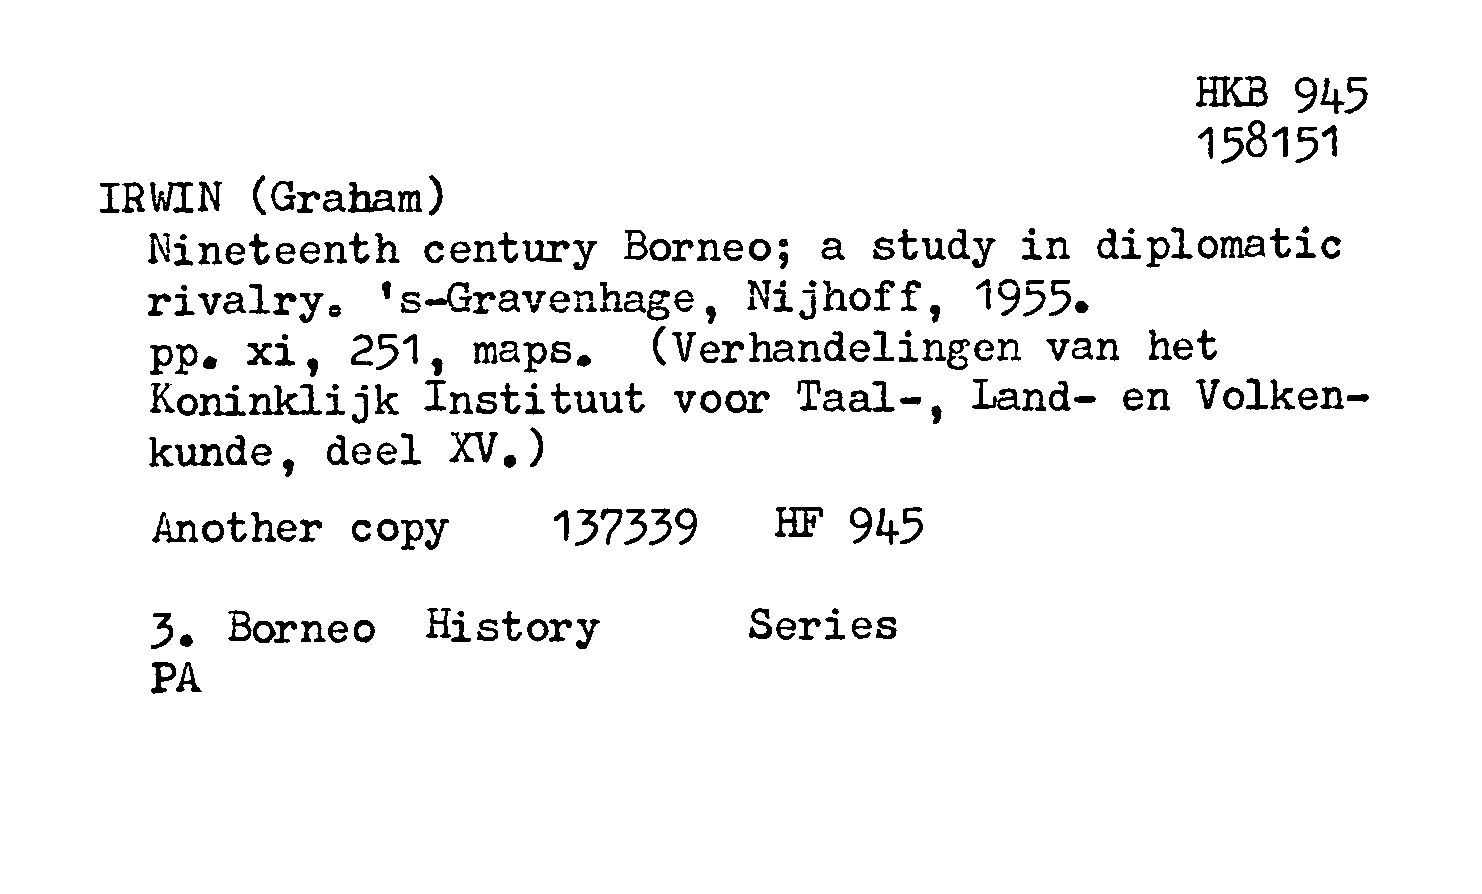 HKB 945
158151
IRWIN (Graham)
Nineteenth century Borneo; a study in diplomatic
rivalry. 's-Gravenhage, Nijhoff, 1955.
pp. xi, 251, maps. (Verhandelingen van het
Koninklijk Instituut voor Taal-, Land- en Volken-
kunde, deel XV.)
Another copy 137339 HF 945
3. Borneo History Series
PA